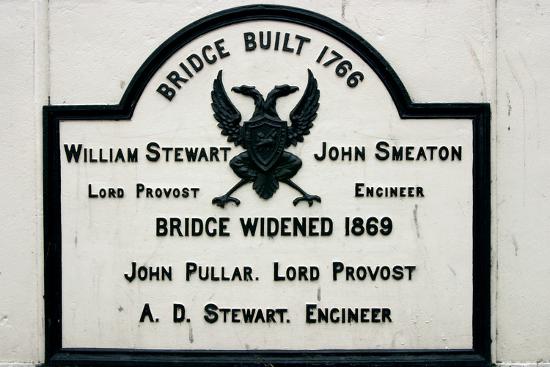 BRIDGE BUILT 1766
WILLIAM STEWART JOHN SMEATON
LORD PROVOST ENGINEER
BRIDGE WIDENED 1869
JOHN PULLAR. LORD PROVOST
A. D. STEWART. ENGINEER